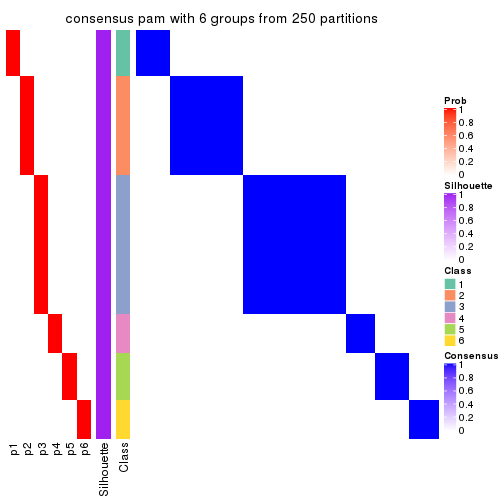 consensus pam with 6 groups from 250 partitions
Prob
1
0.8
0.6
0.4
0.2
0
Silhouette
1
0.8
0.6
0.4
0.2
0
Class
1
2
3
4
5
6
Consensus
1
0.8
0.6
0.4
0.2
0
p1
p2
p3
p4
p5
p6
Silhouette
Class